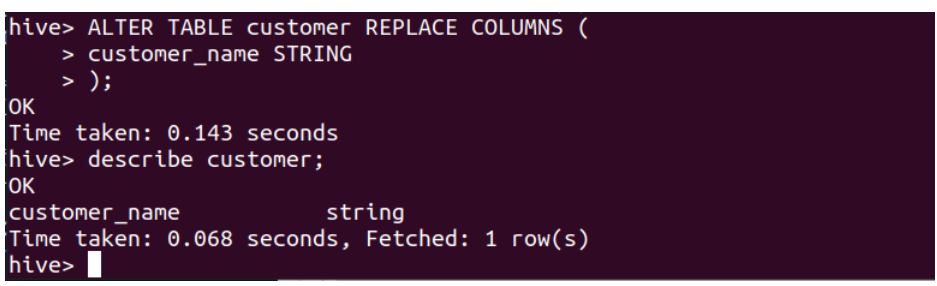 hive> ALTER TABLE customer REPLACE COLUMNS (
    > customer_name STRING
    > );
OK
Time taken: 0.143 seconds
hive> describe customer;
OK
customer_name           string
Time taken: 0.068 seconds, Fetched: 1 row(s)
hive>